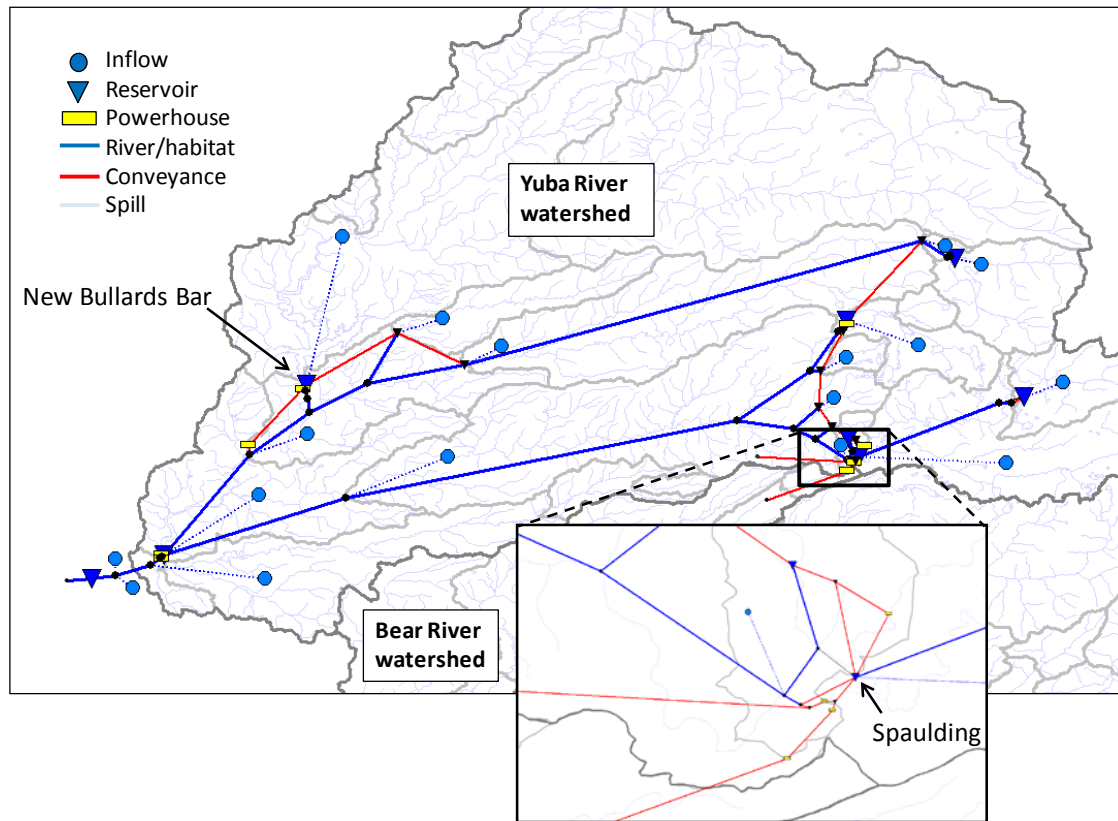 Inflow
Reservoir
Powerhouse
River/habitat
Conveyance
Spill
Yuba River
watershed
New Bullards Bar
Bear River
watershed
Spaulding